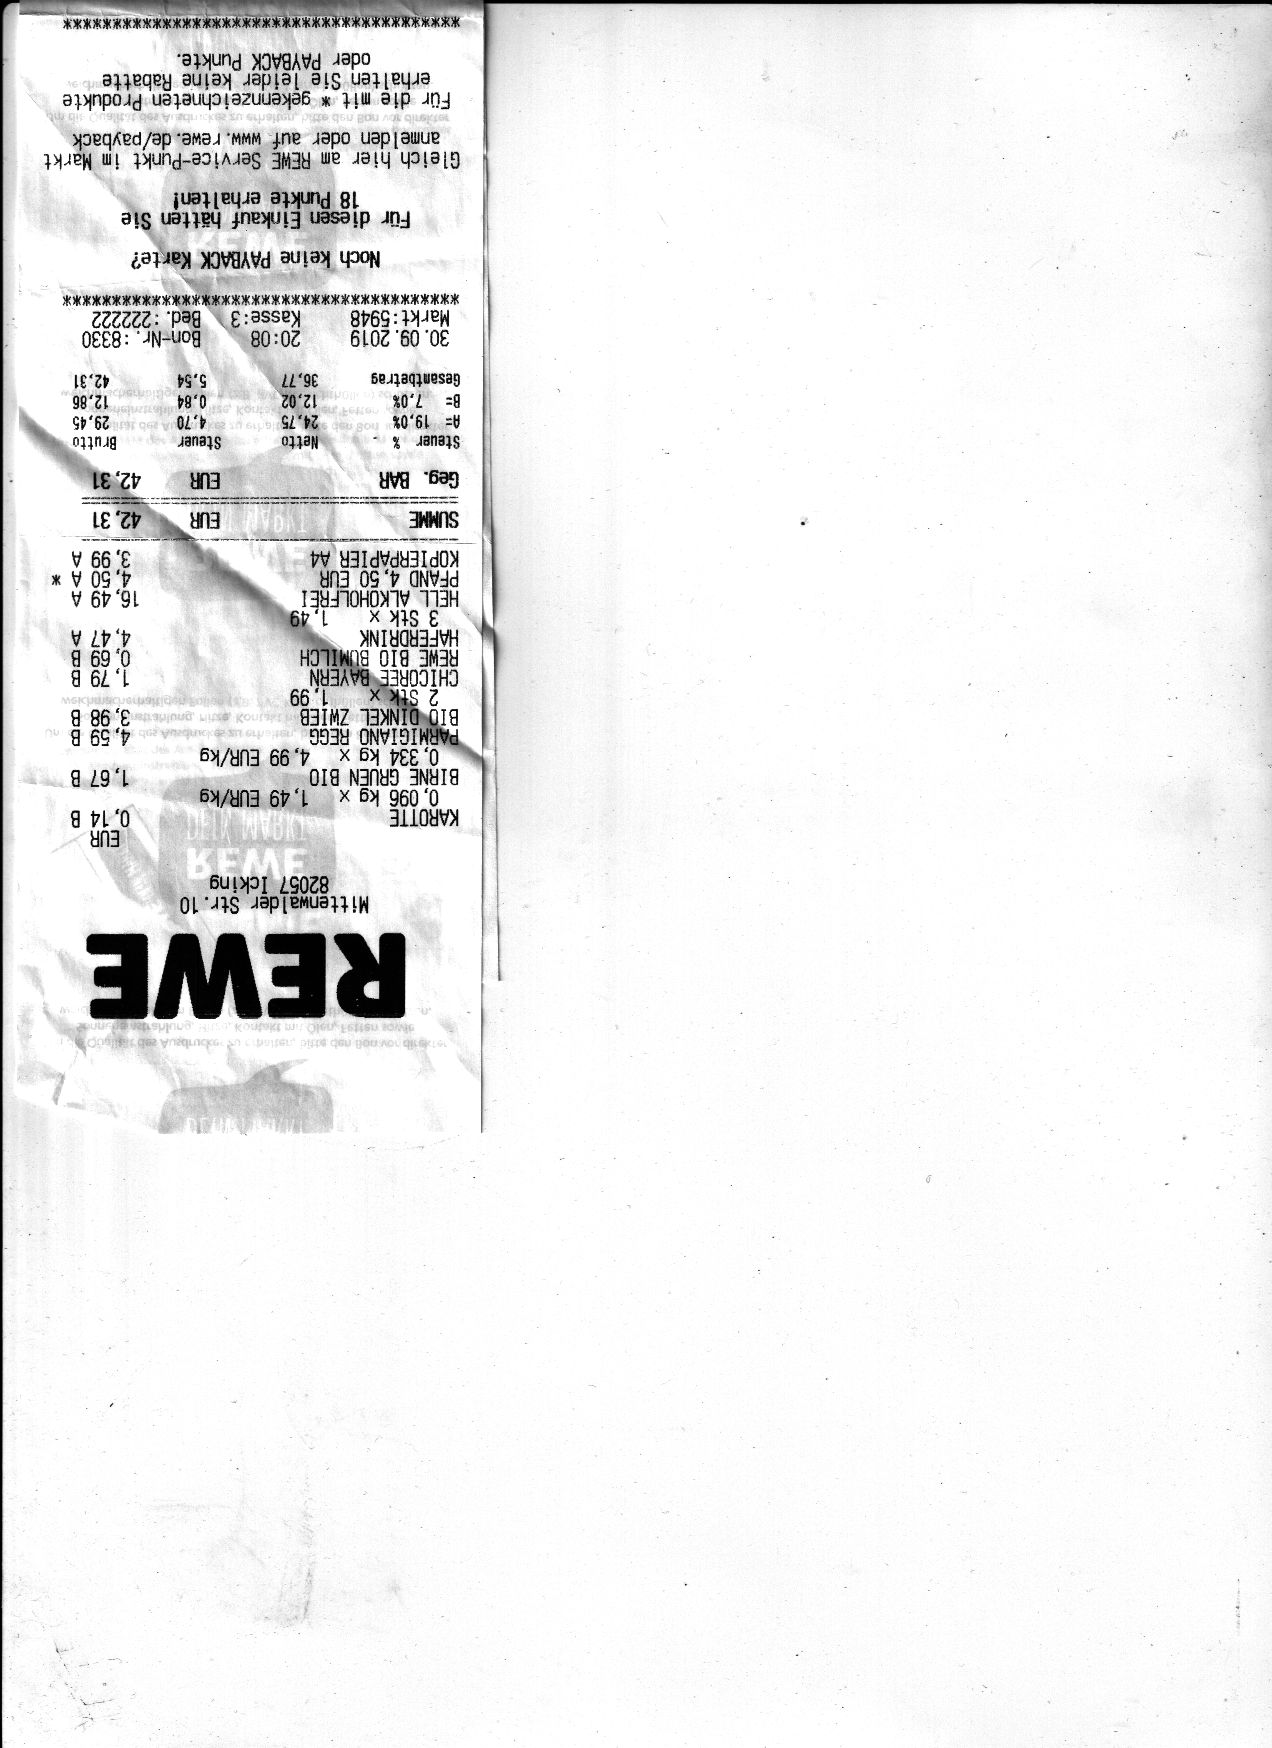 REWE
Mittenwalder Str.10
82057 Icking
EUR
KAROTTE 0,14 B
0,096 kg x 1,49 EUR/kg
BIRNE GRUEN BIO 1,67 B
0,334 kg x 4,99 EUR/kg
PARMIGIANO REGG 4,59 B
BIO DINKEL ZWIEB 3,98 B
2 Stk x 1,99
CHICOREE BAYERN 1,79 B
REWE BIO BUMILCH 0,69 B
HAFERDRINK 4,47 A
3 Stk x 1,49
HELL ALKOHOLFREI 16,49 A
PFAND 4,50 EUR 4,50 A *
KOPIERPAPIER A4 3,99 A
SUMME EUR 42,31
Geg. BAR EUR 42,31
Steuer % Netto Steuer Brutto
A= 19,0% 24,75 4,70 29,45
B= 7,0% 12,02 0,84 12,86
Gesamtbetrag 36,77 5,54 42,31
30.09.2019 20:08 Bon-Nr.:8330
Markt:5948 Kasse:3 Bed.:222222
****************************************
Noch keine PAYBACK Karte?
Für diesen Einkauf hätten Sie
18 Punkte erhalten!
Gleich hier am REWE Service-Punkt im Markt
anmelden oder auf www.rewe.de/payback
Für die mit * gekennzeichneten Produkte
erhalten Sie leider keine Rabatte
oder PAYBACK Punkte.
****************************************